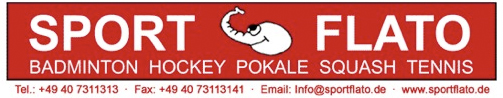 SPORT FLATO
BADMINTON HOCKEY POKALE SQUASH TENNIS
Tel.: +49 40 7311313 · Fax: +49 40 73113141 · Email: Info@sportflato.de · www.sportflato.de